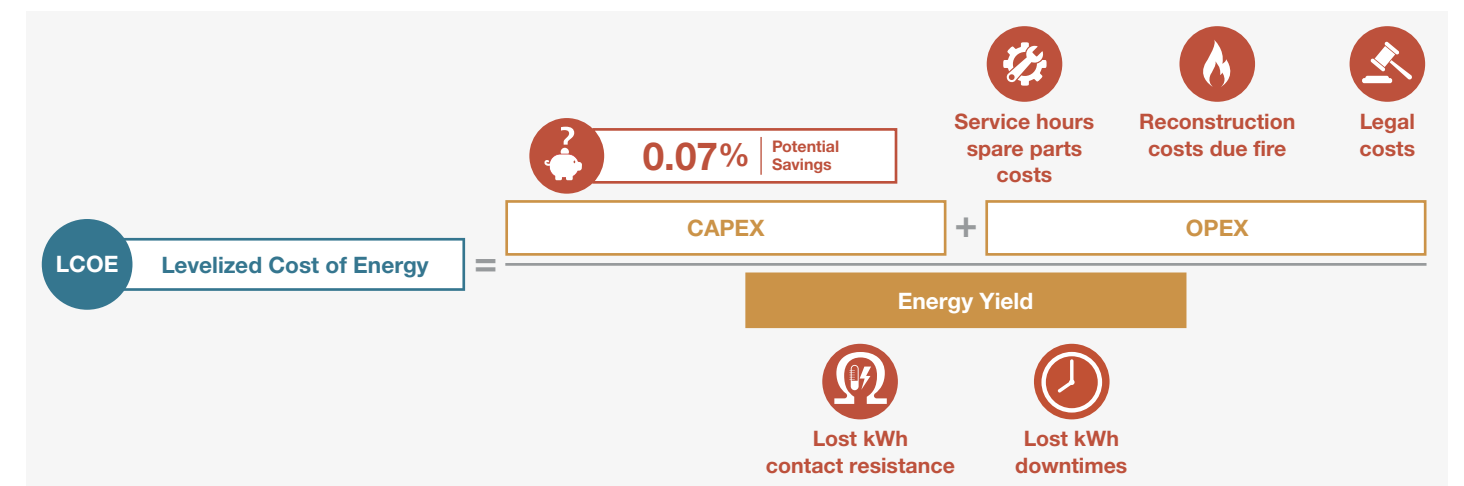 Service hours
spare parts
costs
Reconstruction
costs due fire
Legal
costs
?
0.07%
Potential
Savings
CAPEX
+
OPEX
LCOE
Levelized Cost of Energy
=
Energy Yield
Ω
Lost kWh
contact resistance
Lost kWh
downtimes